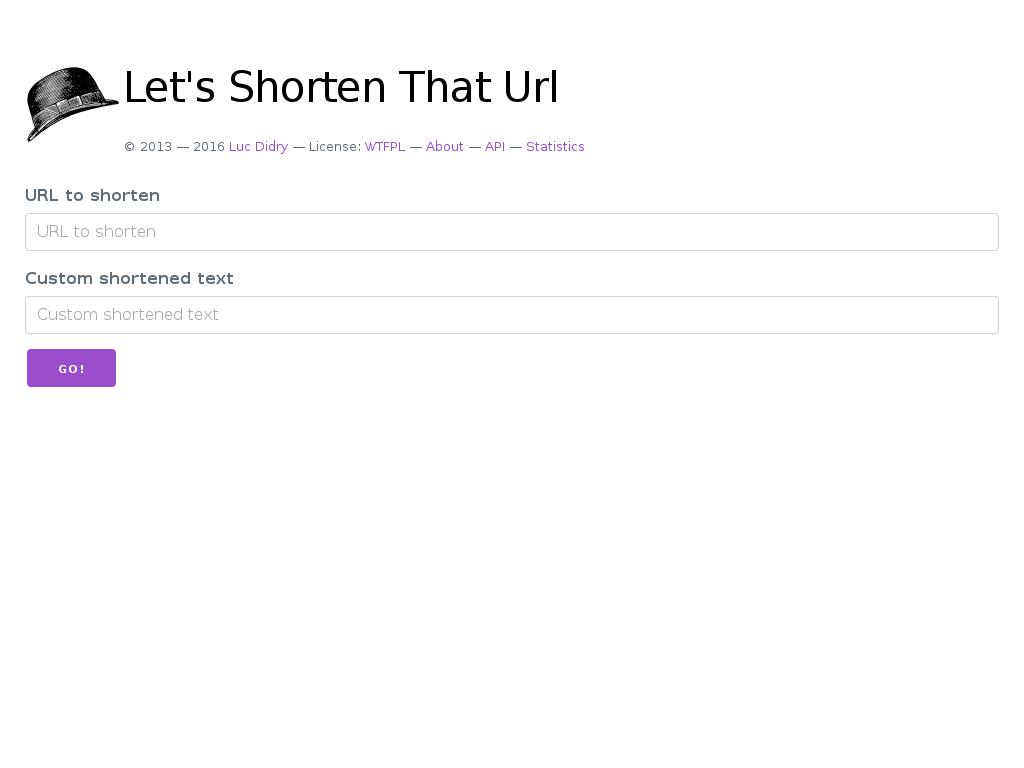 Let's Shorten That Url
© 2013 — 2016 Luc Didry — License: WTFPL — About — API — Statistics
URL to shorten
URL to shorten
Custom shortened text
Custom shortened text
GO!